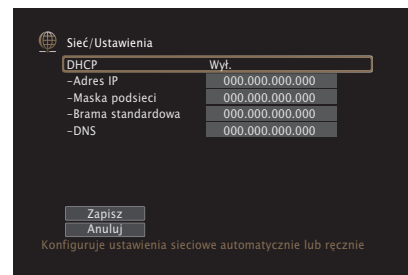 Sieć/Ustawienia
DHCP Wył.
–Adres IP 000.000.000.000
–Maska podsieci 000.000.000.000
–Brama standardowa 000.000.000.000
–DNS 000.000.000.000
Zapisz
Anuluj
Konfiguruje ustawienia sieciowe automatycznie lub ręcznie